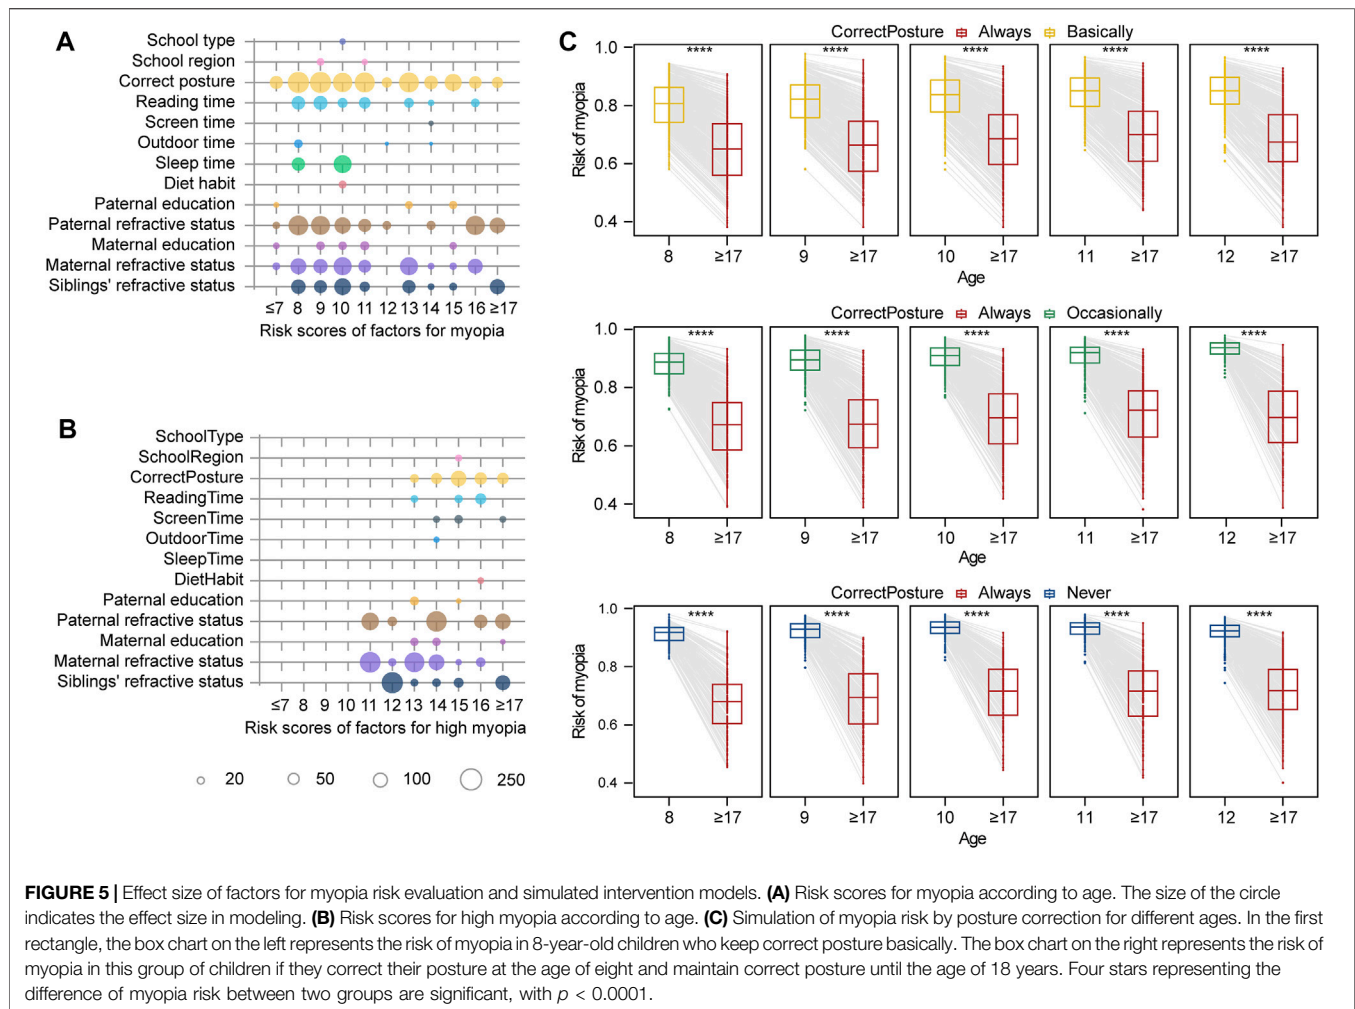 A
School type
School region
Correct posture
Reading time
Screen time
Outdoor time
Sleep time
Diet habit
Paternal education
Paternal refractive status
Maternal education
Maternal refractive status
Siblings' refractive status
≤7 8 9 10 11 12 13 14 15 16 ≥17
Risk scores of factors for myopia
B
SchoolType
SchoolRegion
CorrectPosture
ReadingTime
ScreenTime
OutdoorTime
SleepTime
DietHabit
Paternal education
Paternal refractive status
Maternal education
Maternal refractive status
Siblings' refractive status
≤7 8 9 10 11 12 13 14 15 16 ≥17
Risk scores of factors for high myopia
20 50 100 250
C
CorrectPosture Always Basically
**** **** **** **** ****
1.0
0.8
0.6
0.4
Risk of myopia
8 ≥17 9 ≥17 10 ≥17 11 ≥17 12 ≥17
Age
CorrectPosture Always Occasionally
**** **** **** **** ****
1.0
0.8
0.6
0.4
Risk of myopia
8 ≥17 9 ≥17 10 ≥17 11 ≥17 12 ≥17
Age
CorrectPosture Always Never
**** **** **** **** ****
1.0
0.8
0.6
0.4
Risk of myopia
8 ≥17 9 ≥17 10 ≥17 11 ≥17 12 ≥17
Age
FIGURE 5 | Effect size of factors for myopia risk evaluation and simulated intervention models. (A) Risk scores for myopia according to age. The size of the circle
indicates the effect size in modeling. (B) Risk scores for high myopia according to age. (C) Simulation of myopia risk by posture correction for different ages. In the first
rectangle, the box chart on the left represents the risk of myopia in 8-year-old children who keep correct posture basically. The box chart on the right represents the risk of
myopia in this group of children if they correct their posture at the age of eight and maintain correct posture until the age of 18 years. Four stars representing the
difference of myopia risk between two groups are significant, with p < 0.0001.